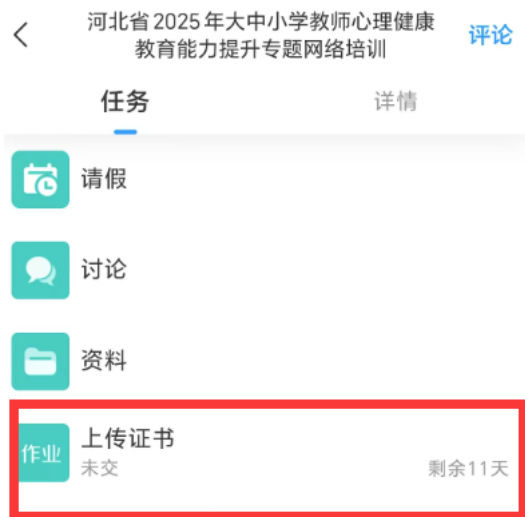 河北省2025年大中小学教师心理健康
教育能力提升专题网络培训
评论
任务
详情
请假
讨论
资料
作业
上传证书
未交
剩余11天